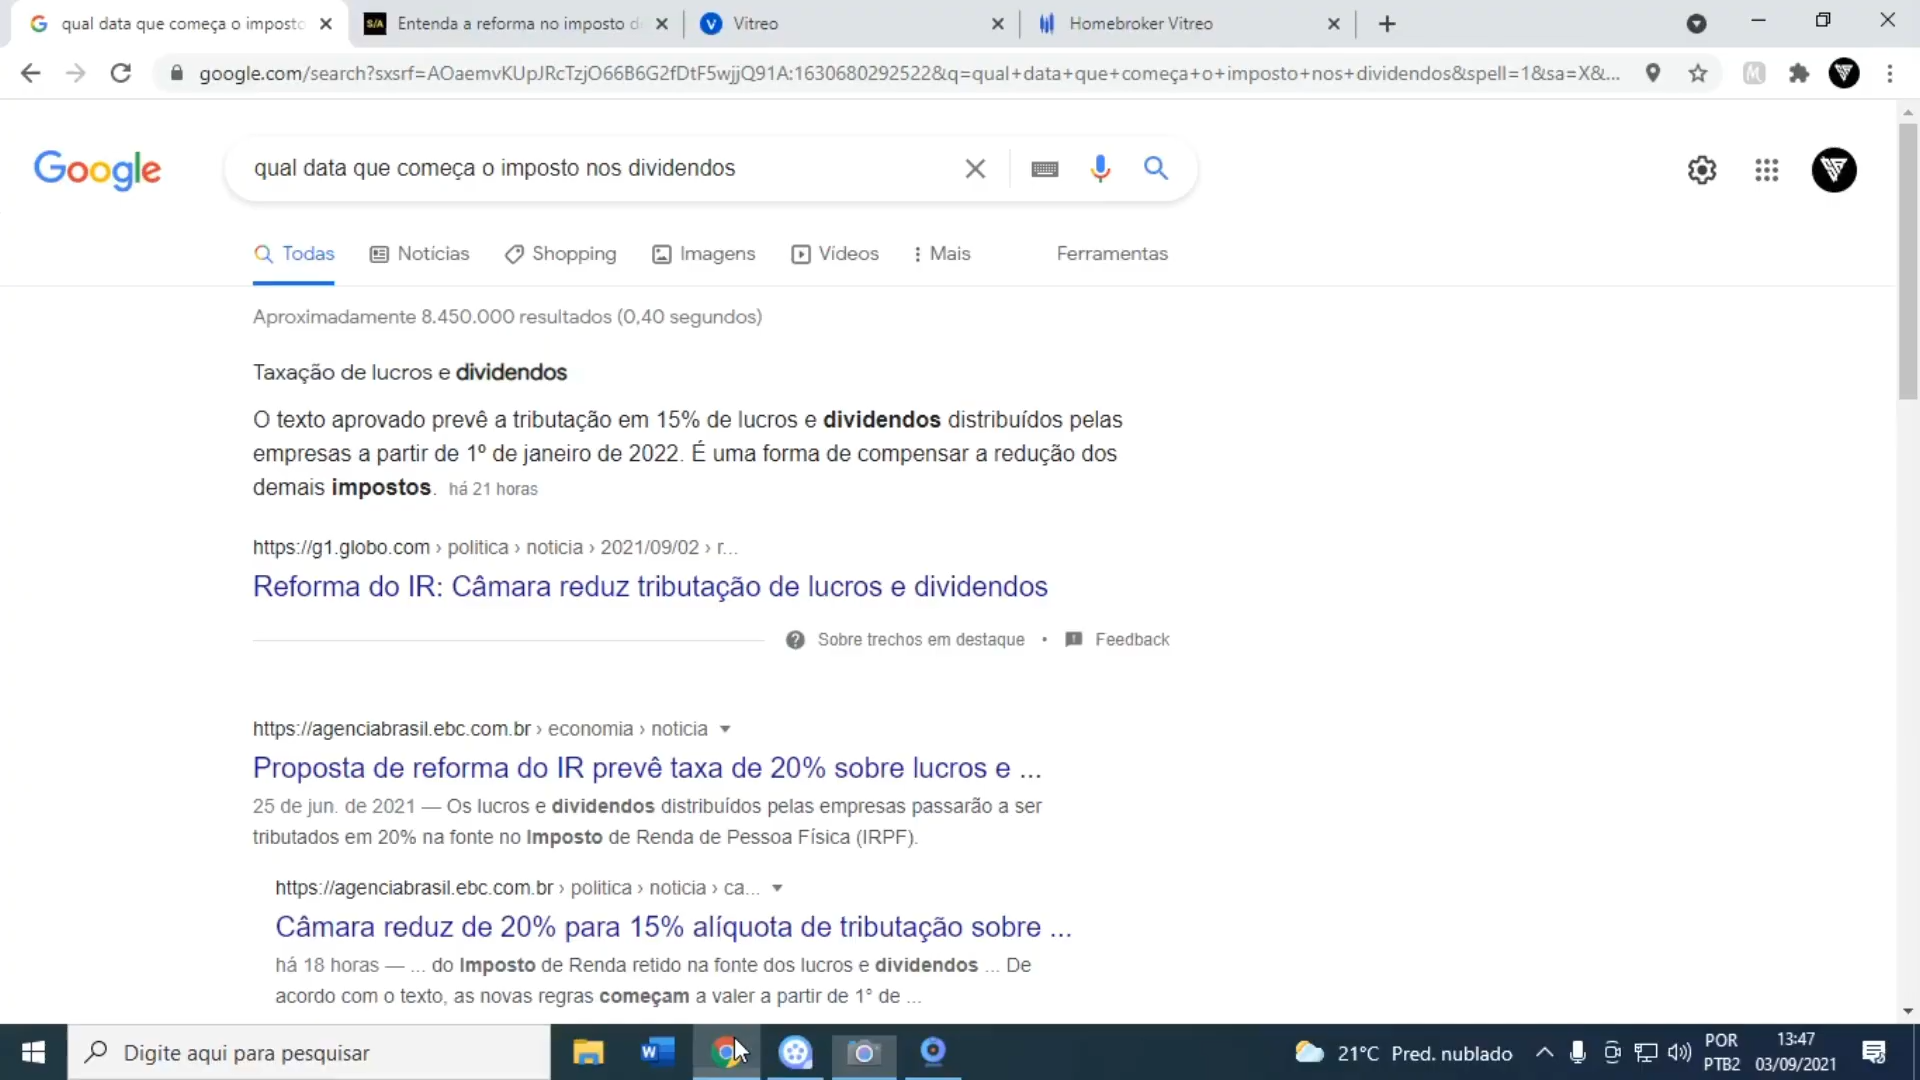 qual data que começa o imposto
Entenda a reforma no imposto d
Vitreo
Homebroker Vitreo
google.com/search?sxsrf=AOaemvKUpJRcTzjO66B6G2fDtF5wjjQ91A:1630680292522&q=qual+data+que+começa+o+imposto+nos+dividendos&spell=1&sa=X&...
Google
qual data que começa o imposto nos dividendos
Todas
Notícias
Shopping
Imagens
Vídeos
Mais
Ferramentas
Aproximadamente 8.450.000 resultados (0,40 segundos)
Taxação de lucros e dividendos
O texto aprovado prevê a tributação em 15% de lucros e dividendos distribuídos pelas
empresas a partir de 1º de janeiro de 2022. É uma forma de compensar a redução dos
demais impostos. há 21 horas
https://g1.globo.com › politica › noticia › 2021/09/02 › r...
Reforma do IR: Câmara reduz tributação de lucros e dividendos
Sobre trechos em destaque • Feedback
https://agenciabrasil.ebc.com.br › economia › noticia
Proposta de reforma do IR prevê taxa de 20% sobre lucros e ...
25 de jun. de 2021 — Os lucros e dividendos distribuídos pelas empresas passarão a ser
tributados em 20% na fonte no Imposto de Renda de Pessoa Física (IRPF).
https://agenciabrasil.ebc.com.br › politica › noticia › ca...
Câmara reduz de 20% para 15% alíquota de tributação sobre ...
há 18 horas — ... do Imposto de Renda retido na fonte dos lucros e dividendos ... De
acordo com o texto, as novas regras começam a valer a partir de 1° de ...
Digite aqui para pesquisar
21°C Pred. nublado
POR
PTB2
13:47
03/09/2021